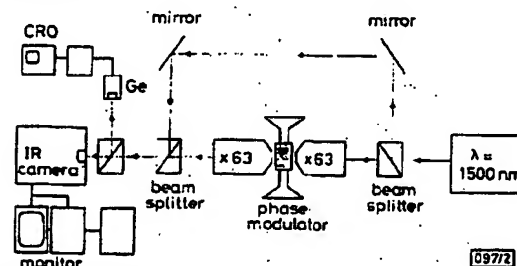 mirror
mirror
CRO
Ge
IR
camera
x 63
x 63
λ =
1500 nm
beam
splitter
phase
modulator
beam
splitter
monitor
097/2